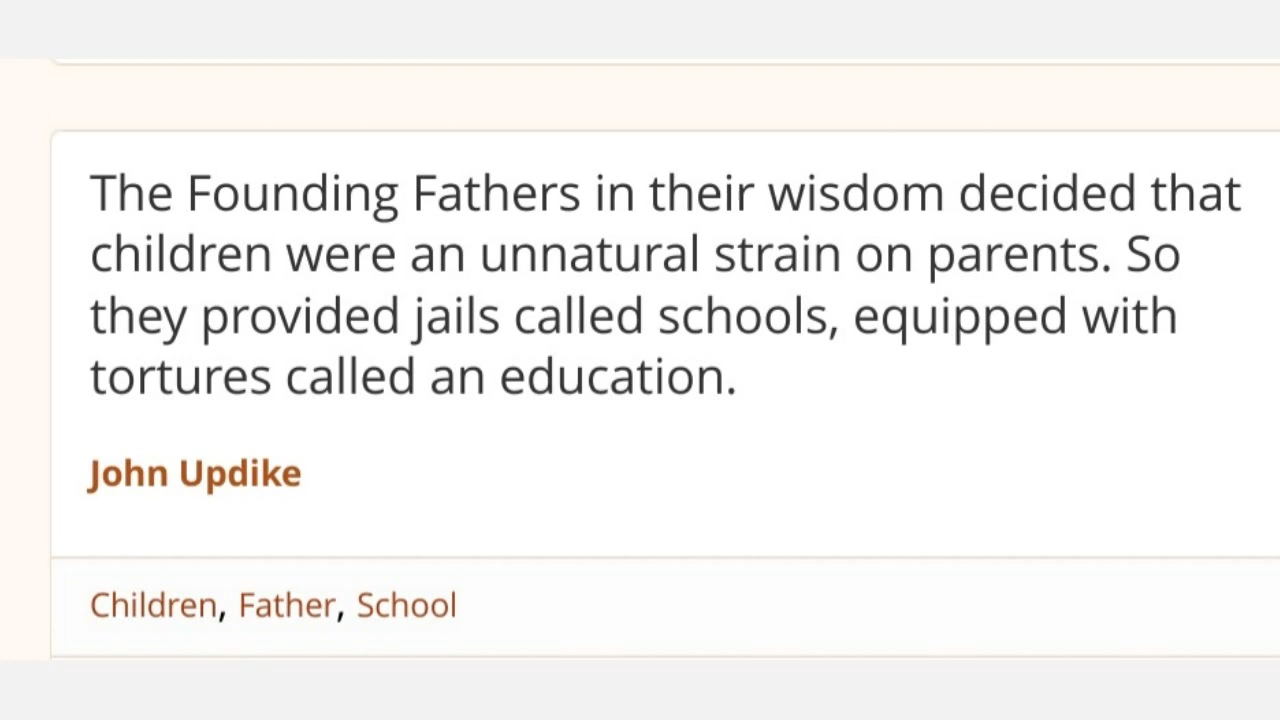 The Founding Fathers in their wisdom decided that
children were an unnatural strain on parents. So
they provided jails called schools, equipped with
tortures called an education.
John Updike
Children, Father, School